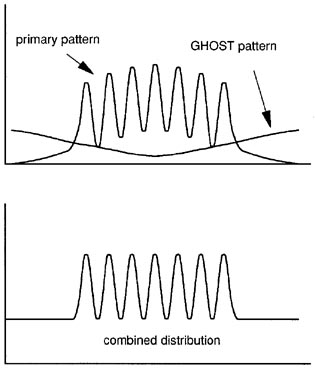 primary pattern
GHOST pattern
combined distribution